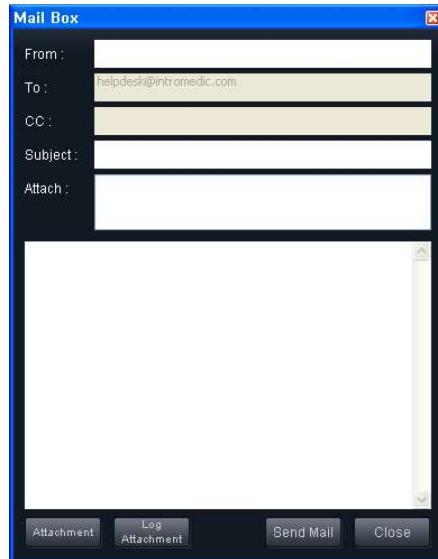 Mail Box
From :
To : helpdesk@intromedic.com
CC :
Subject :
Attach :
Attachment Log Attachment Send Mail Close